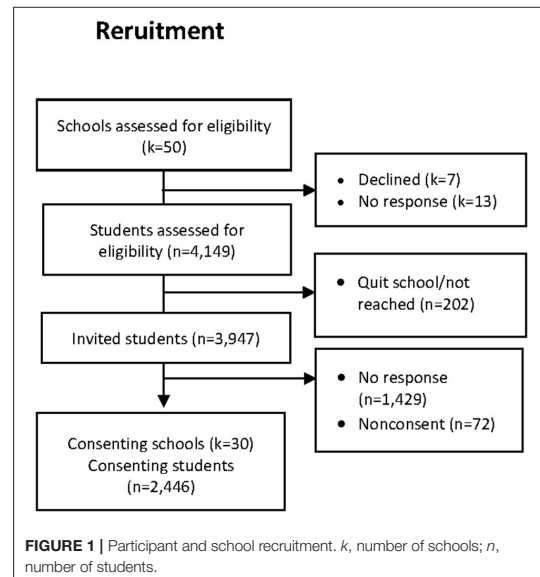 Reruitment
Schools assessed for eligibility
(k=50)
• Declined (k=7)
• No response (k=13)
Students assessed for
eligibility (n=4,149)
• Quit school/not
reached (n=202)
Invited students (n=3,947)
• No response
(n=1,429)
• Nonconsent (n=72)
Consenting schools (k=30)
Consenting students
(n=2,446)
FIGURE 1 | Participant and school recruitment. k, number of schools; n,
number of students.